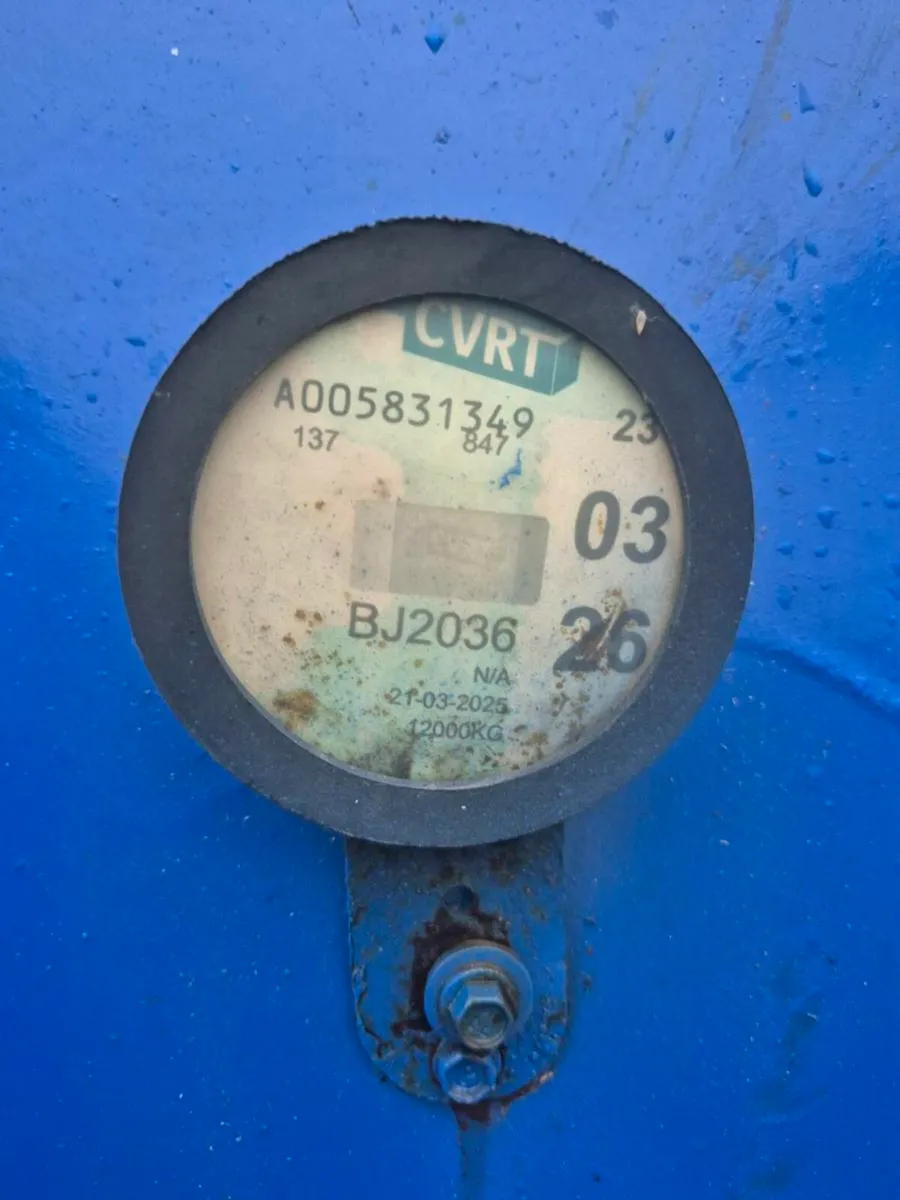 CVRT
A005831349
137 847 23
03
BJ2036
26
N/A
21-03-2025
12000KG